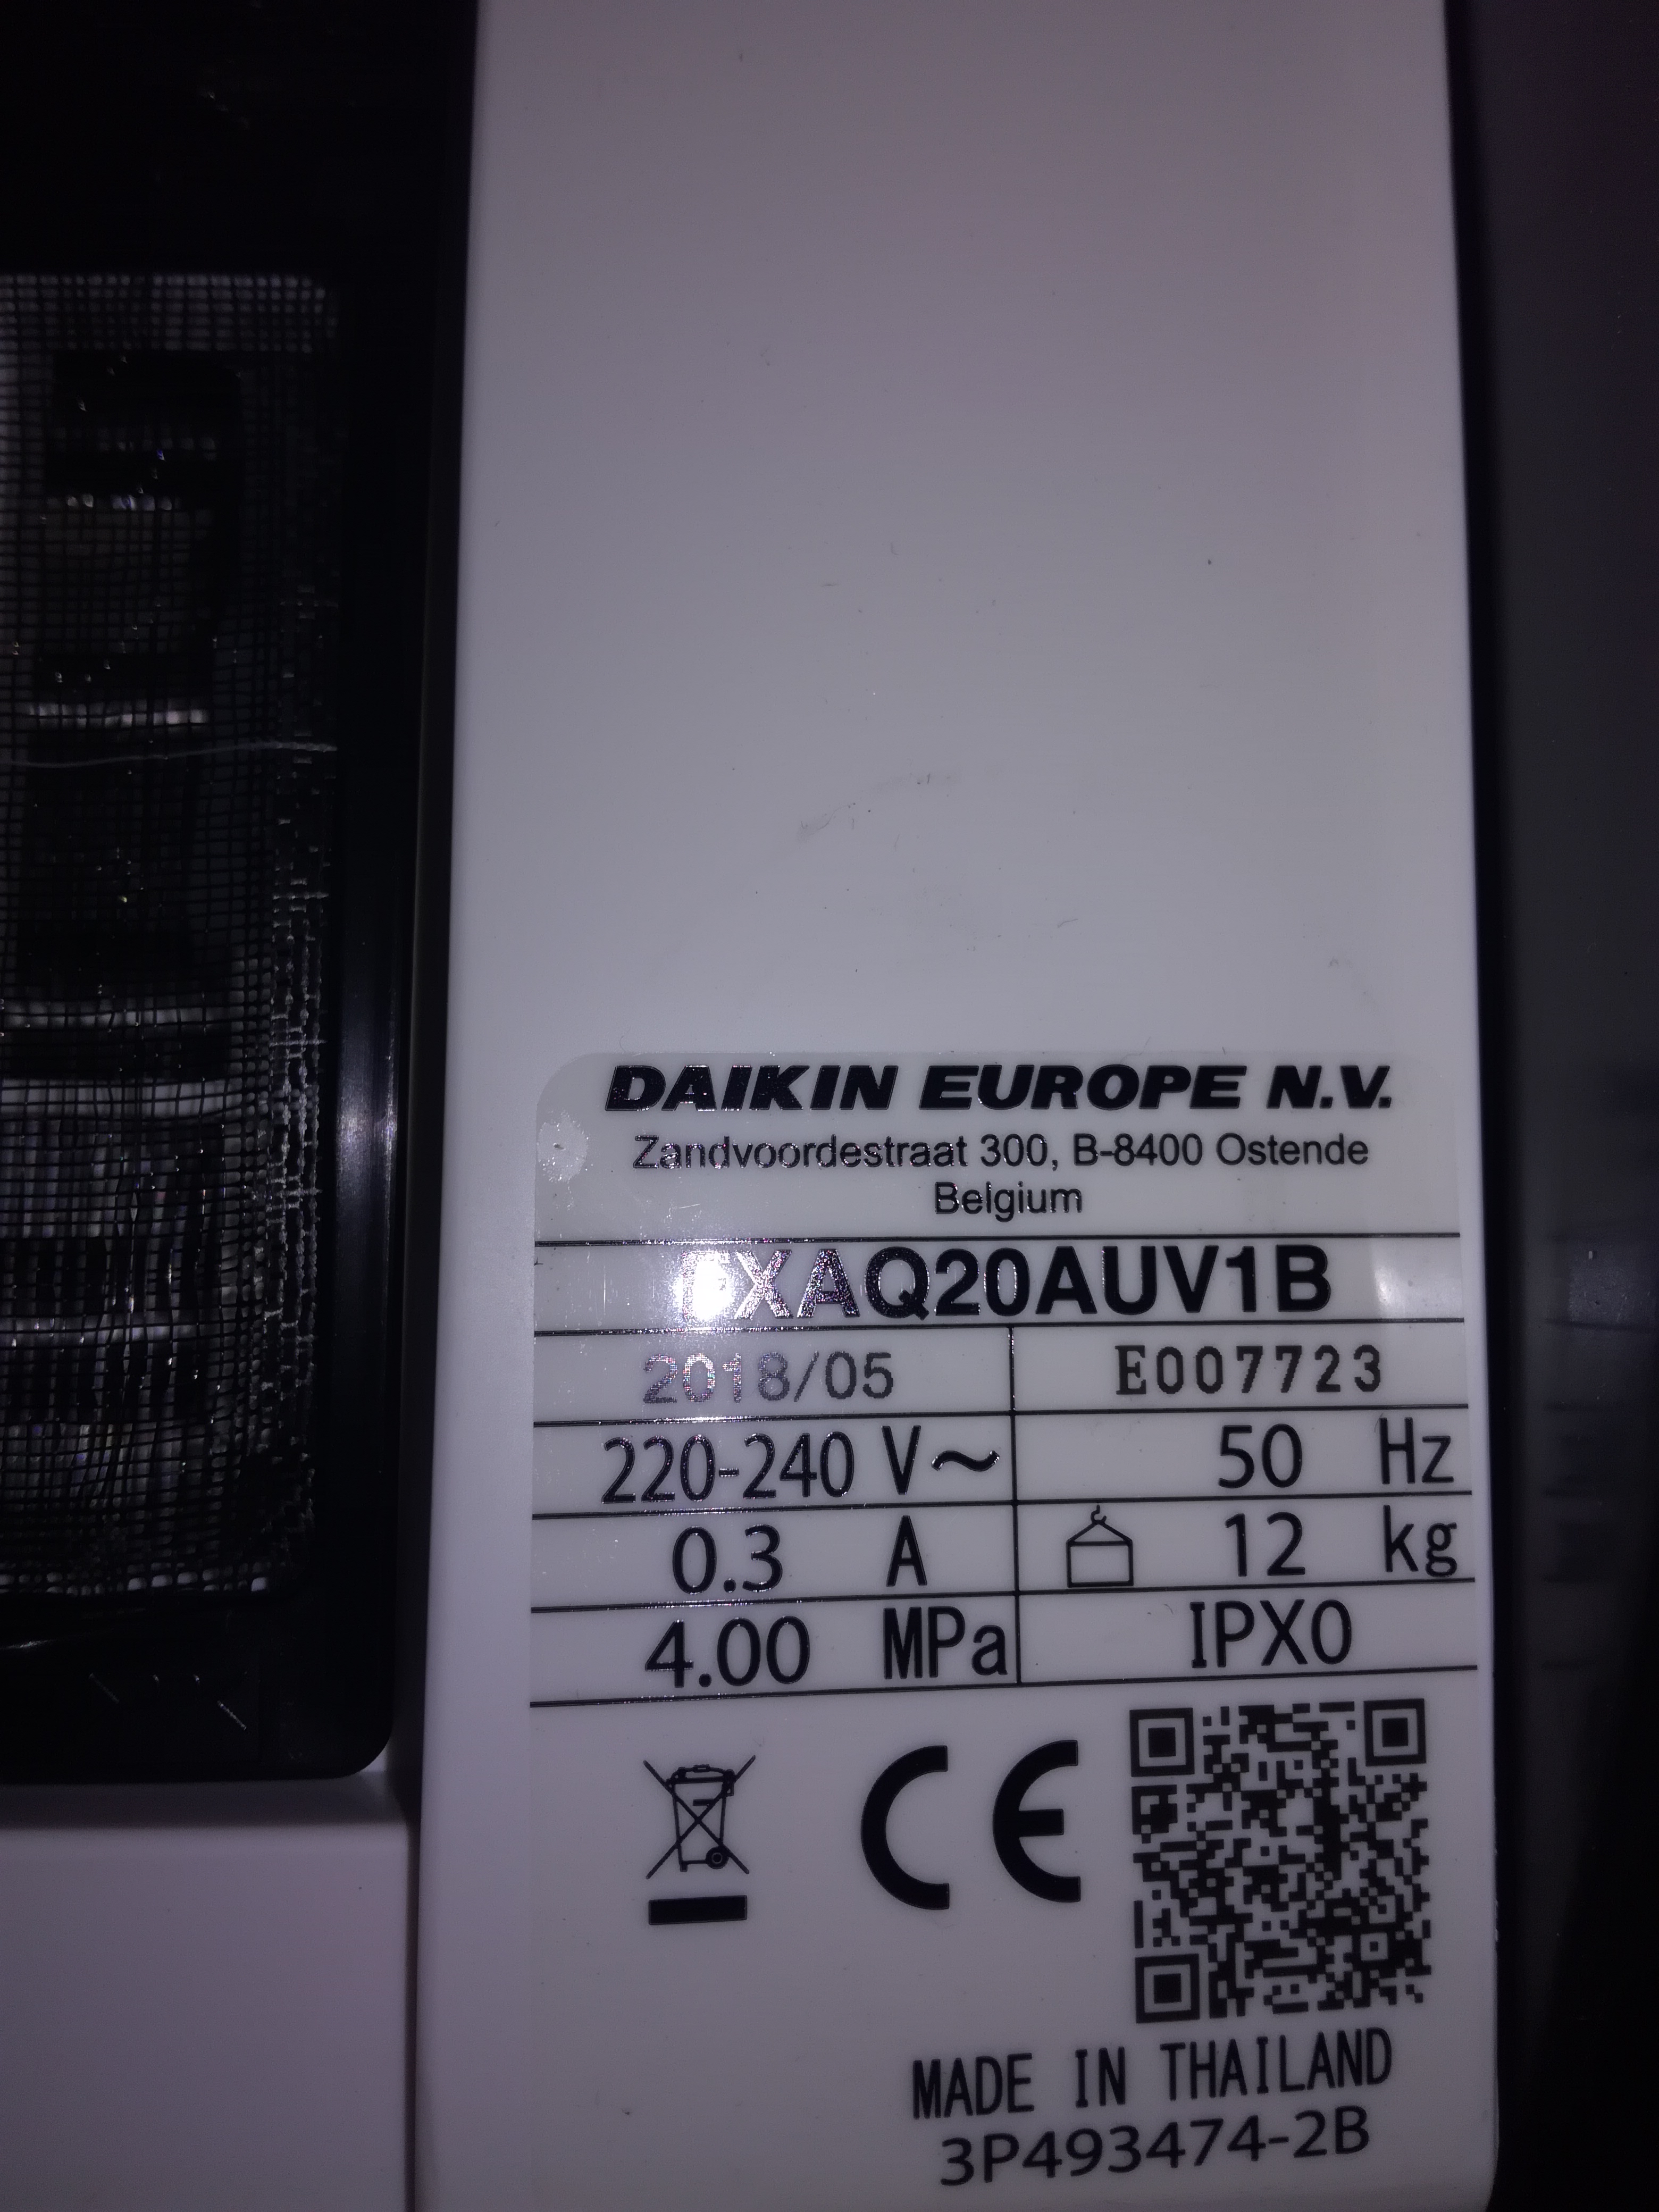 DAIKIN EUROPE N.V.
Zandvoordestraat 300, B-8400 Ostende
Belgium
FXAQ20AUV1B
2018/05 E007723
220-240 V~ 50 Hz
0.3 A 12 kg
4.00 MPa IPX0
CE
MADE IN THAILAND
3P493474-2B